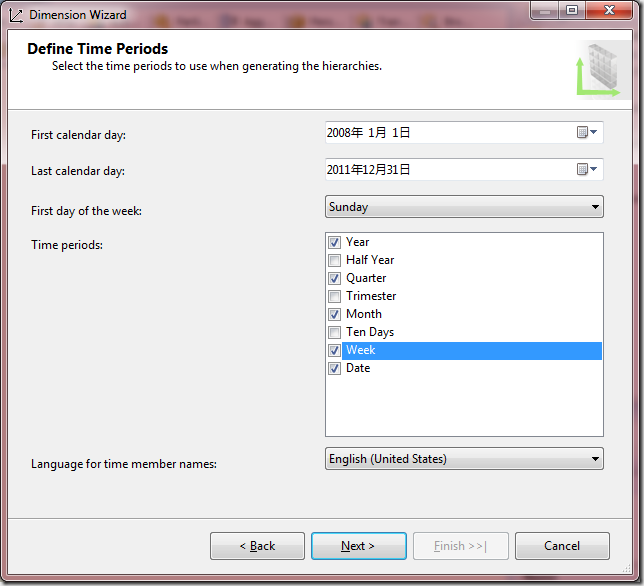 Dimension Wizard
Define Time Periods
Select the time periods to use when generating the hierarchies.
First calendar day:
2008年 1月 1日
Last calendar day:
2011年12月31日
First day of the week:
Sunday
Time periods:
Year
Half Year
Quarter
Trimester
Month
Ten Days
Week
Date
Language for time member names:
English (United States)
< Back
Next >
Finish >>|
Cancel